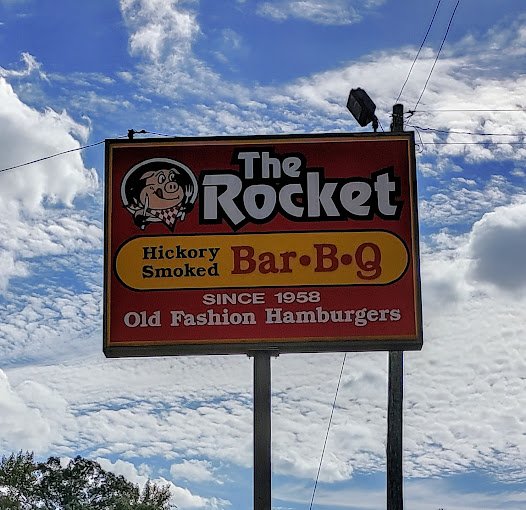 The
Rocket
Hickory
Smoked
Bar•B•Q
SINCE 1958
Old Fashion Hamburgers